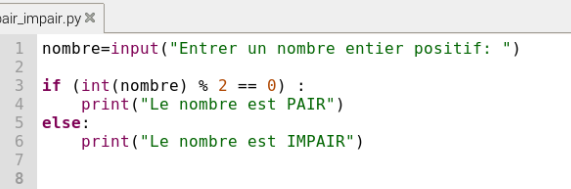 air_impair.py
1 nombre=input("Entrer un nombre entier positif: ")
2
3 if (int(nombre) % 2 == 0) :
4     print("Le nombre est PAIR")
5 else:
6     print("Le nombre est IMPAIR")
7
8